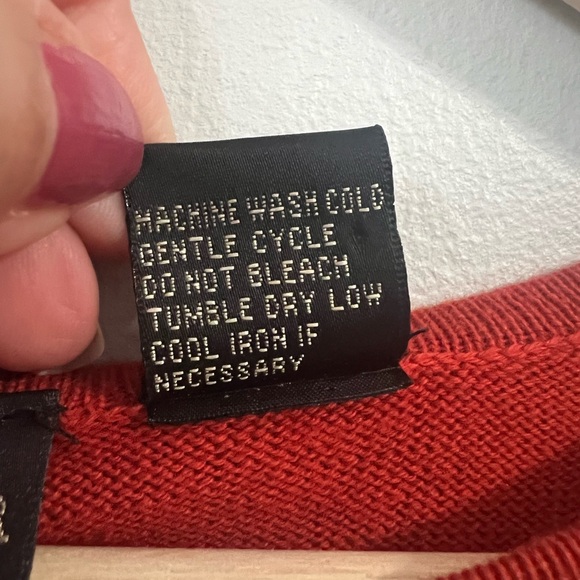 MACHINE WASH COLD
GENTLE CYCLE
DO NOT BLEACH
TUMBLE DRY LOW
COOL IRON IF
NECESSARY